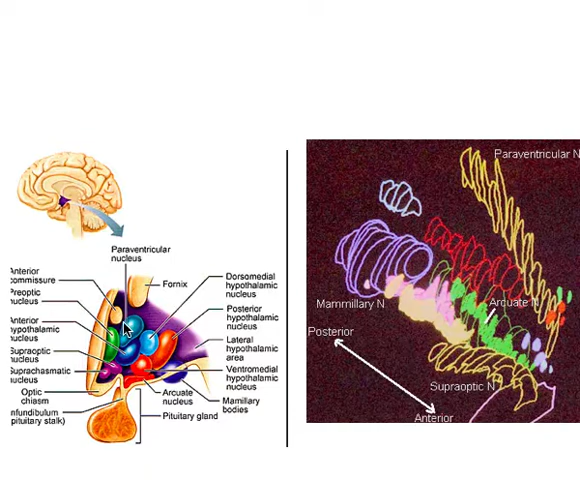 Paraventricular
nucleus
Anterior
commissure
Preoptic
nucleus
Anterior
hypothalamic
nucleus
Supraoptic
nucleus
Suprachasmatic
nucleus
Optic
chiasm
nfundibulum
pituitary stalk)
Fornix
Dorsomedial
hypothalamic
nucleus
Posterior
hypothalamic
nucleus
Lateral
hypothalamic
area
Ventromedial
hypothalamic
nucleus
Arcuate
nucleus
Mamillary
bodies
Pituitary gland
Paraventricular N
Mammillary N
Arcuate N
Posterior
Supraoptic N
Anterior